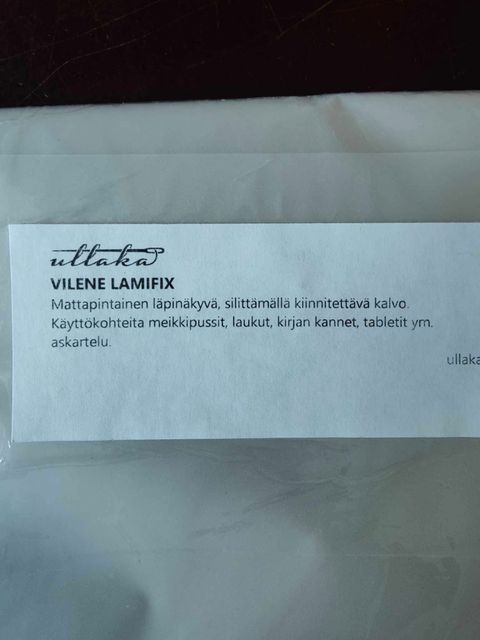 ullaka
VILENE LAMIFIX
Mattapintainen läpinäkyvä, silittämällä kiinnitettävä kalvo.
Käyttökohteita meikkipussit, laukut, kirjan kannet, tabletit ym.
askartelu.
ullaka